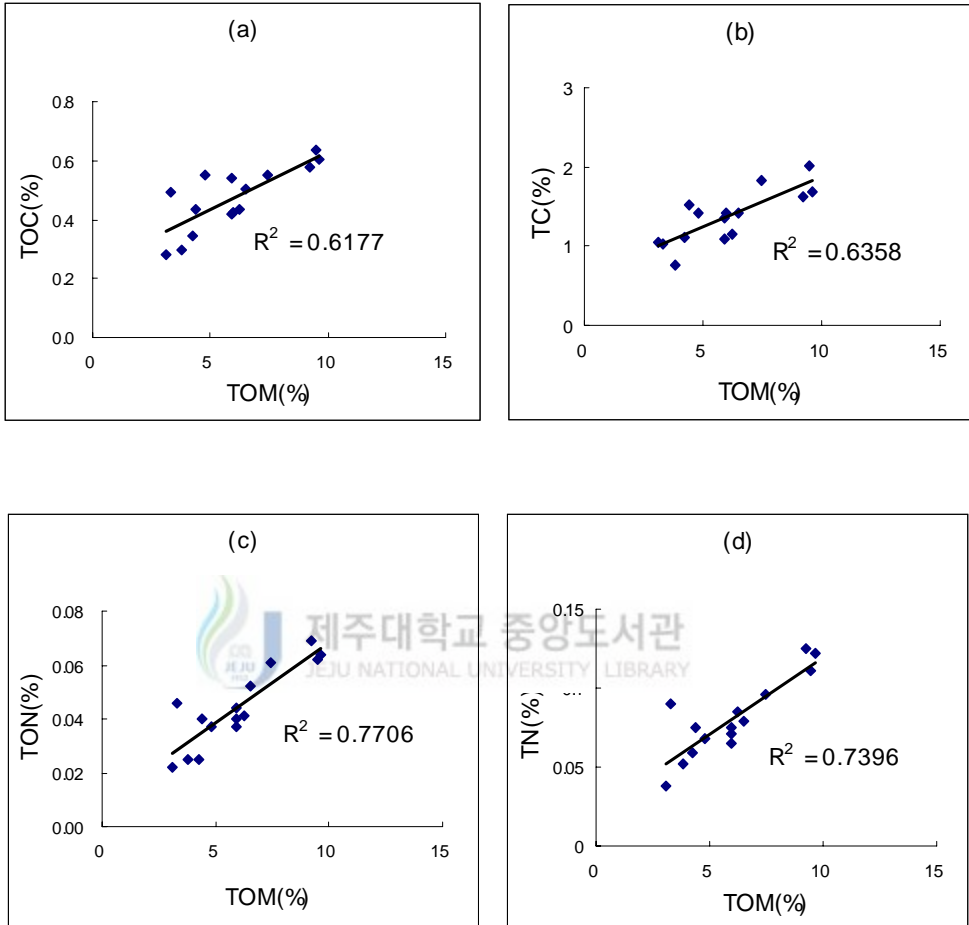 (a)
0.8
0.6
0.4
0.2
0.0
TOC(%)
R² =0.6177
0
5
10
15
TOM(%)
(b)
3
2
1
0
TC(%)
R² =0.6358
0
5
10
15
TOM(%)
(c)
0.08
0.06
0.04
0.02
0.00
TON(%)
R² =0.7706
0
5
10
15
TOM(%)
(d)
0.15
0.05
0
TN(%)
R² =0.7396
0
5
10
15
TOM(%)
제주대학교 중앙도서관
JEJU NATIONAL UNIVERSITY LIBRARY
JEJU